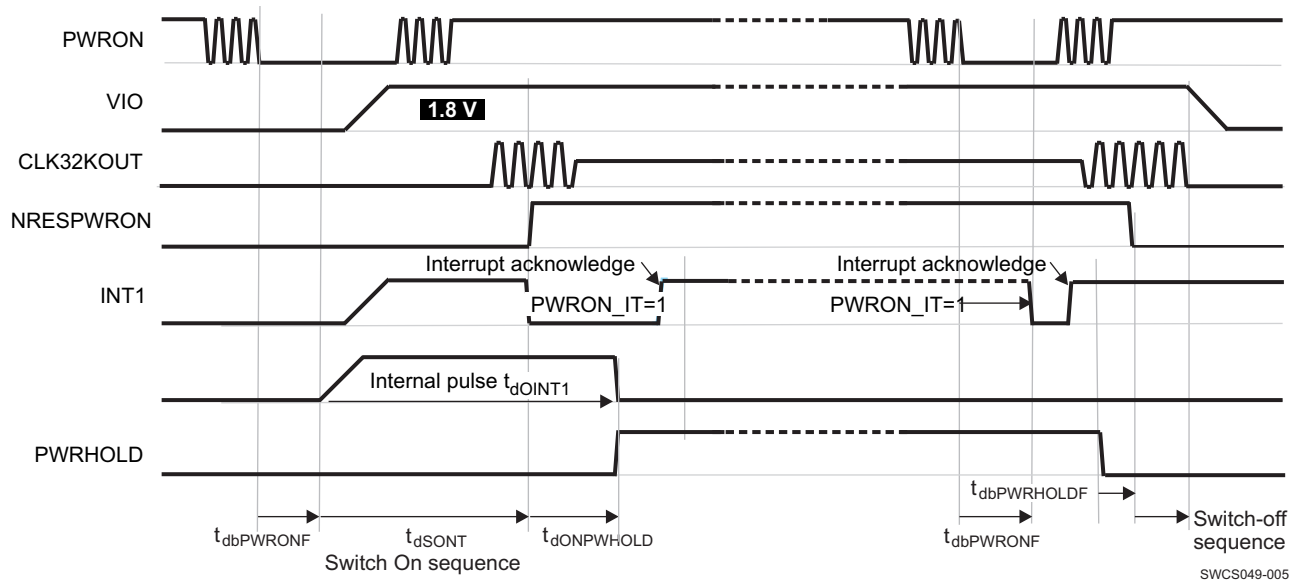 PWRON
VIO
1.8 V
CLK32KOUT
NRESPWRON
Interrupt acknowledge
Interrupt acknowledge
INT1
PWRON_IT=1
PWRON_IT=1
Internal pulse tdOINT1
PWRHOLD
tdbPWRHOLDF
tdbPWRONF
tdSONT
tdONPWHOLD
tdbPWRONF
Switch-off
sequence
Switch On sequence
SWCS049-005